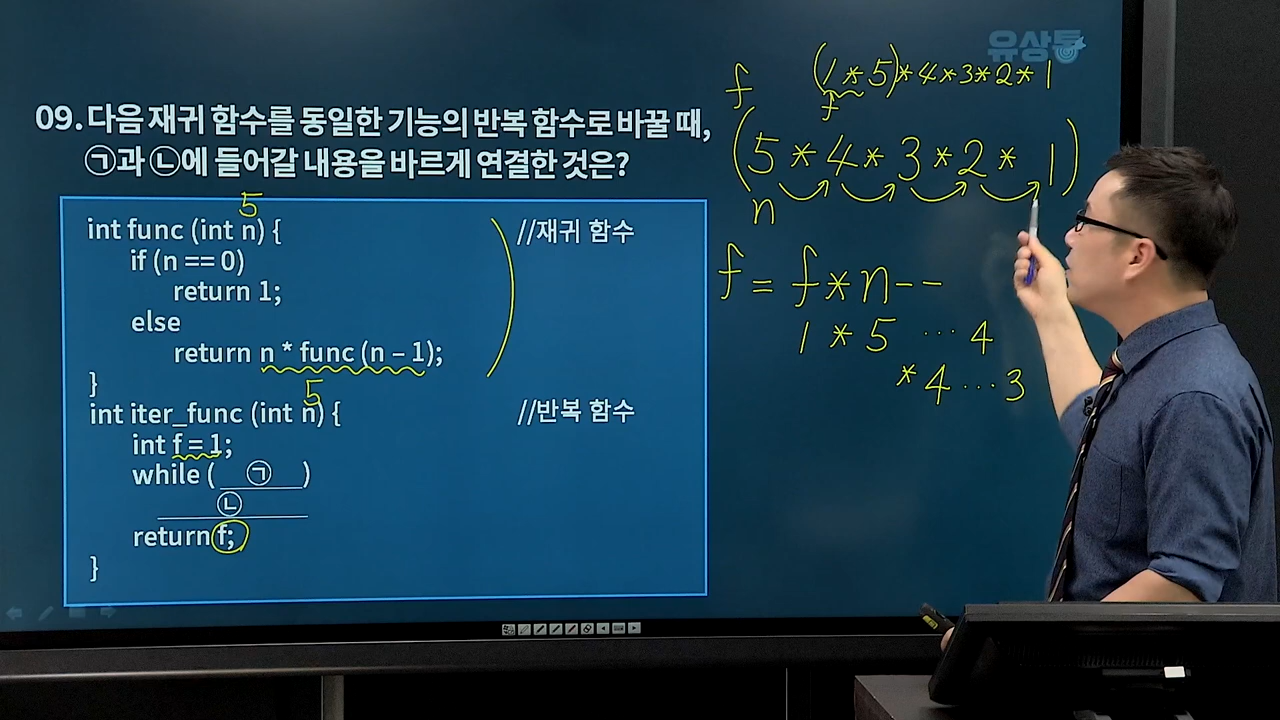 유상통
09. 다음 재귀 함수를 동일한 기능의 반복 함수로 바꿀 때,
㉠과 ㉡에 들어갈 내용을 바르게 연결한 것은?
5
int func (int n) { //재귀 함수
if (n == 0)
return 1;
else
return n * func (n – 1);
}
5
int iter_func (int n) { //반복 함수
int f = 1;
while ( ㉠ )
㉡
return f;
}
f (1 * 5) * 4 * 3 * 2 * 1
f
(5 * 4 * 3 * 2 * 1)
n
f = f * n - -
1 * 5 ... 4
* 4 ... 3